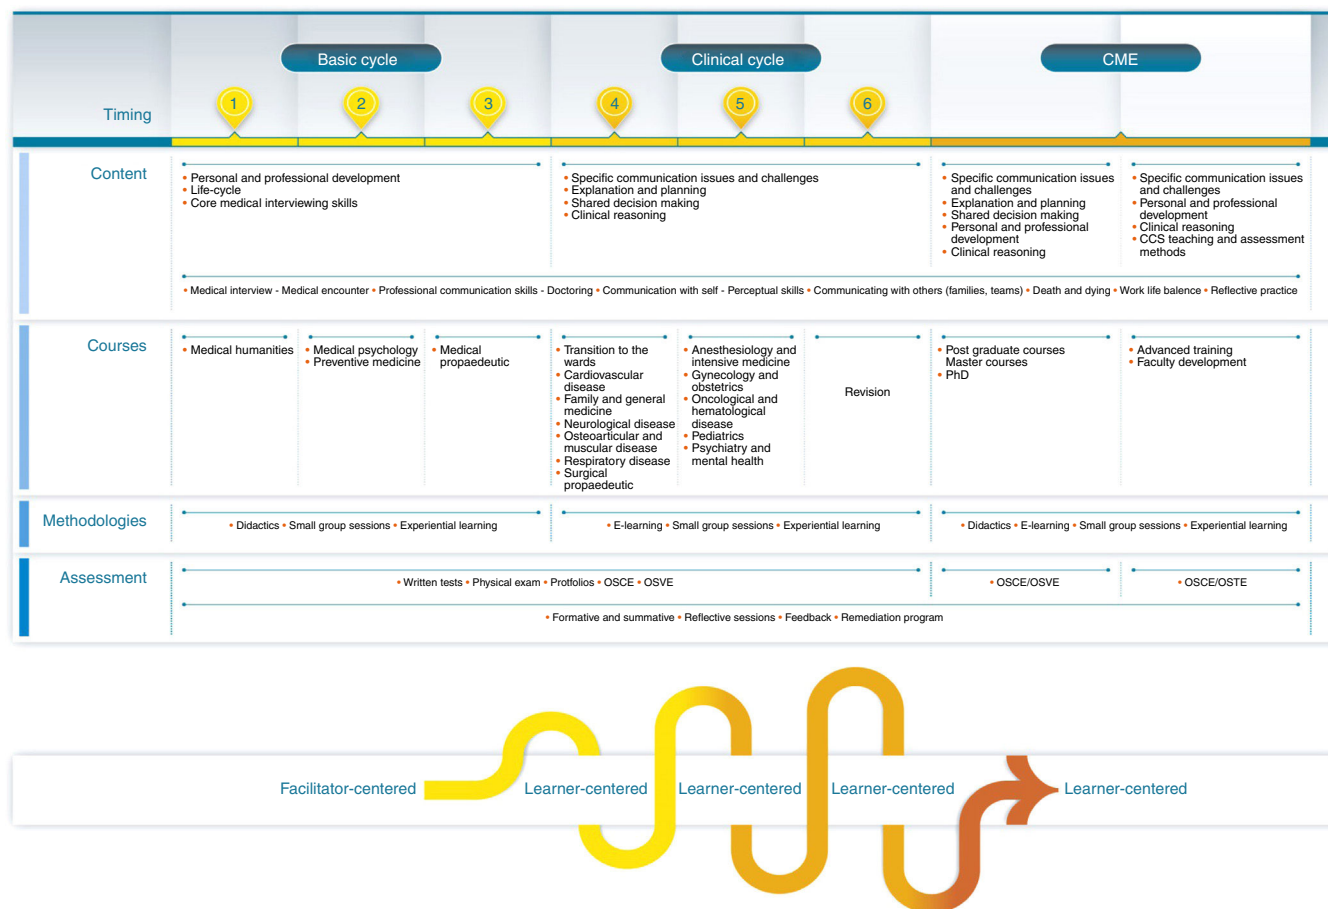 Basic cycle
Clinical cycle
CME
Timing
1
2
3
4
5
6
Content
• Personal and professional development
• Life-cycle
• Core medical interviewing skills
• Specific communication issues and challenges
• Explanation and planning
• Shared decision making
• Clinical reasoning
• Specific communication issues
and challenges
• Explanation and planning
• Shared decision making
• Personal and professional
development
• Clinical reasoning
• Specific communication issues
and challenges
• Personal and professional
development
• Clinical reasoning
• CCS teaching and assessment
methods
• Medical interview - Medical encounter • Professional communication skills - Doctoring • Communication with self - Perceptual skills • Communicating with others (families, teams) • Death and dying • Work life balence • Reflective practice
Courses
• Medical humanities
• Medical psychology
• Preventive medicine
• Medical
propaedeutic
• Transition to the
wards
• Cardiovascular
disease
• Family and general
medicine
• Neurological disease
• Osteoarticular and
muscular disease
• Respiratory disease
• Surgical
propaedeutic
• Anesthesiology and
intensive medicine
• Gynecology and
obstetrics
• Oncological and
hematological
disease
• Pediatrics
• Psychiatry and
mental health
Revision
• Post graduate courses
Master courses
• PhD
• Advanced training
• Faculty development
Methodologies
• Didactics • Small group sessions • Experiential learning
• E-learning • Small group sessions • Experiential learning
• Didactics • E-learning • Small group sessions • Experiential learning
Assessment
• Written tests • Physical exam • Protfolios • OSCE • OSVE
• OSCE/OSVE
• OSCE/OSTE
• Formative and summative • Reflective sessions • Feedback • Remediation program
Facilitator-centered
Learner-centered
Learner-centered
Learner-centered
Learner-centered